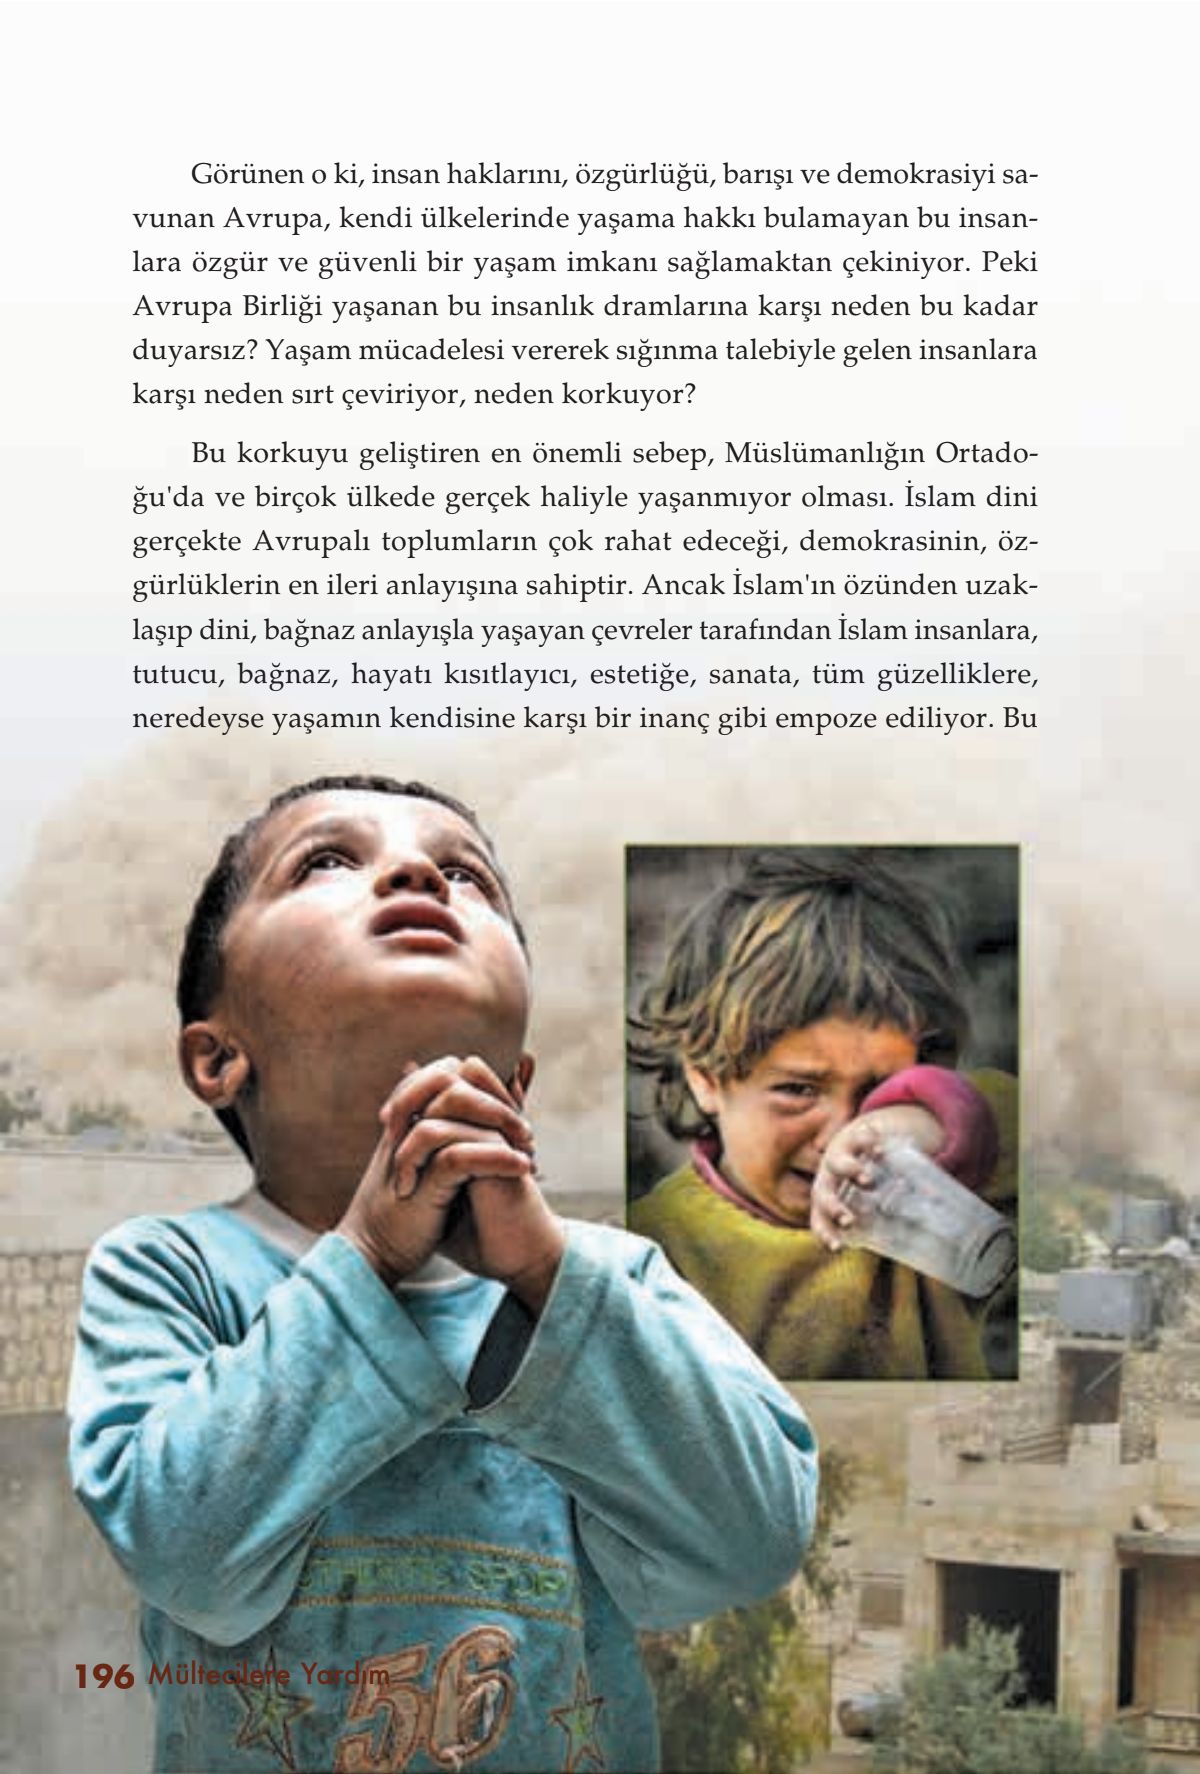 Görünen o ki, insan haklarını, özgürlüğü, barışı ve demokrasiyi sa-
vunan Avrupa, kendi ülkelerinde yaşama hakkı bulamayan bu insan-
lara özgür ve güvenli bir yaşam imkanı sağlamaktan çekiniyor. Peki
Avrupa Birliği yaşanan bu insanlık dramlarına karşı neden bu kadar
duyarsız? Yaşam mücadelesi vererek sığınma talebiyle gelen insanlara
karşı neden sırt çeviriyor, neden korkuyor?
Bu korkuyu geliştiren en önemli sebep, Müslümanlığın Ortado-
ğu'da ve birçok ülkede gerçek haliyle yaşanmıyor olması. İslam dini
gerçekte Avrupalı toplumların çok rahat edeceği, demokrasinin, öz-
gürlüklerin en ileri anlayışına sahiptir. Ancak İslam'ın özünden uzak-
laşıp dini, bağnaz anlayışla yaşayan çevreler tarafından İslam insanlara,
tutucu, bağnaz, hayatı kısıtlayıcı, estetiğe, sanata, tüm güzelliklere,
neredeyse yaşamın kendisine karşı bir inanç gibi empoze ediliyor. Bu
SPOR
56
196 Mültecilere Yardım